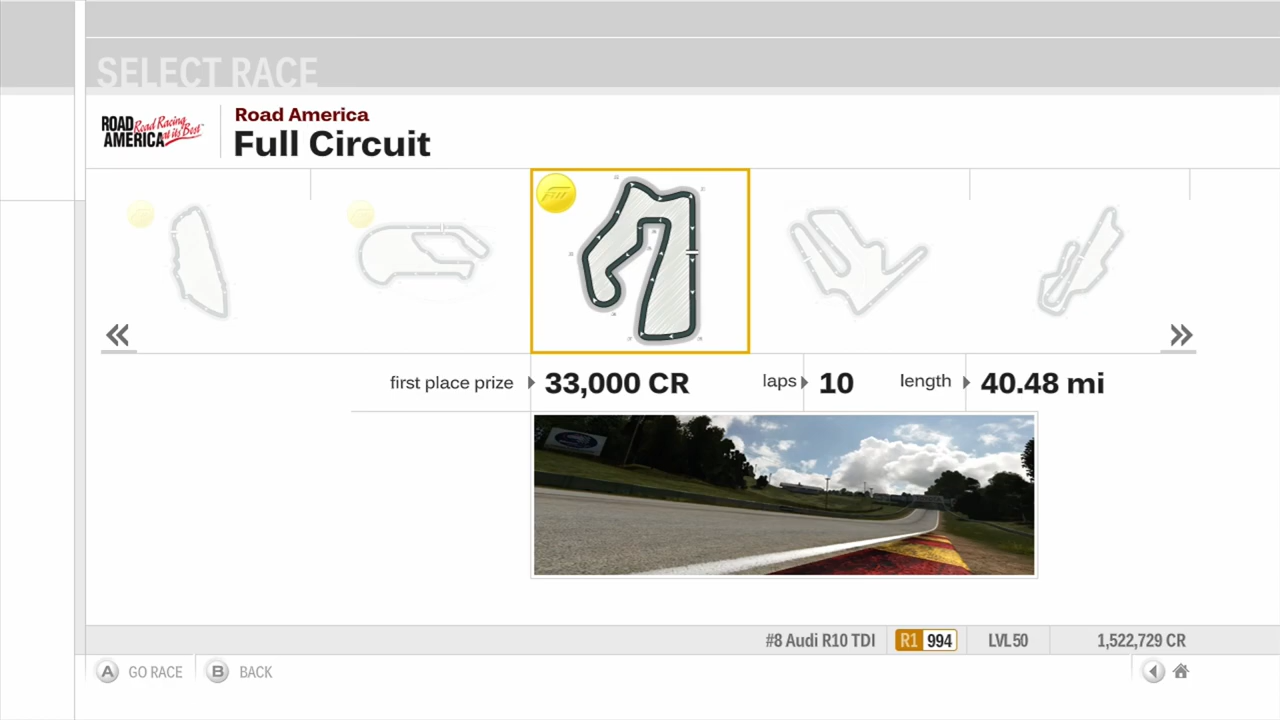 SELECT RACE
ROAD AMERICA
Road Racing at its Best
Road America
Full Circuit
first place prize 33,000 CR laps 10 length 40.48 mi
#8 Audi R10 TDI R1 994 LVL50 1,522,729 CR
A GO RACE B BACK